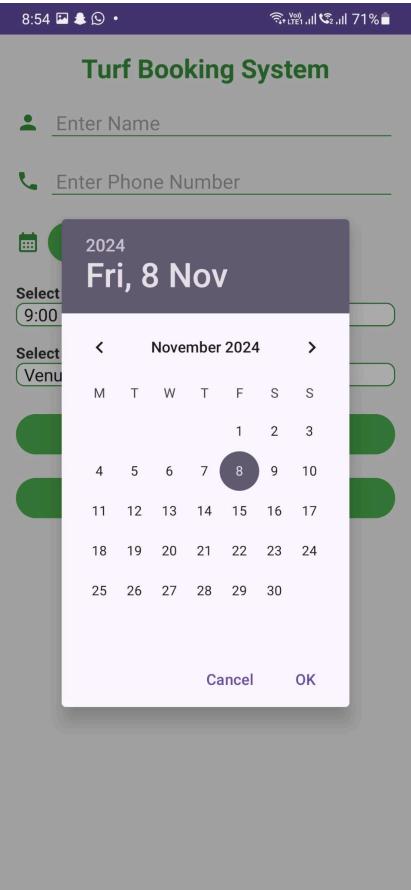 8:54
Vo) LTE1 71%
Turf Booking System
Enter Name
Enter Phone Number
2024
Fri, 8 Nov
Select
9:00
November 2024
Select
Venu
M T W T F S S
1 2 3
4 5 6 7 8 9 10
11 12 13 14 15 16 17
18 19 20 21 22 23 24
25 26 27 28 29 30
Cancel OK